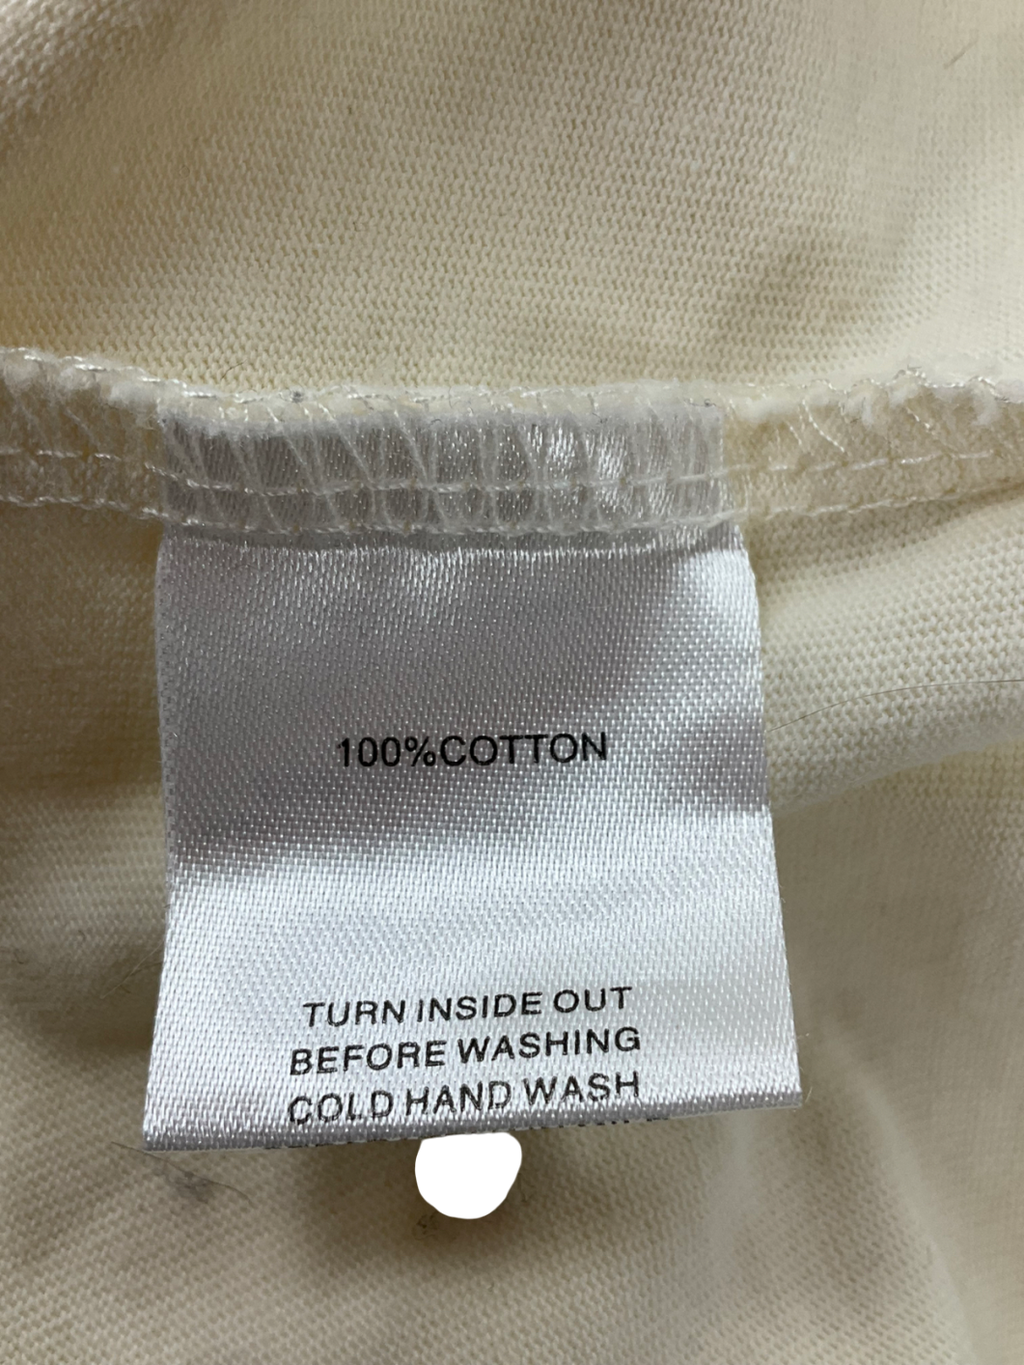 100%COTTON
TURN INSIDE OUT
BEFORE WASHING
COLD HAND WASH